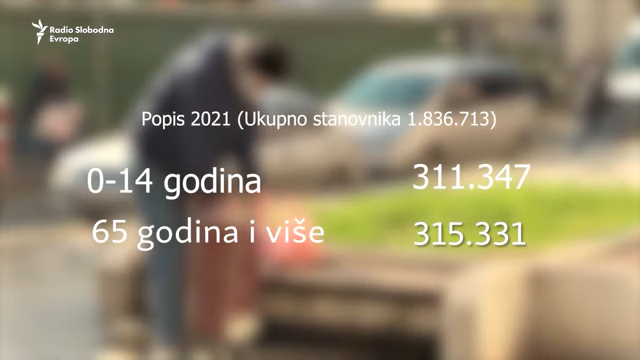 Radio Slobodna
Evropa
Popis 2021 (Ukupno stanovnika 1.836.713)
0-14 godina 311.347
65 godina i više 315.331